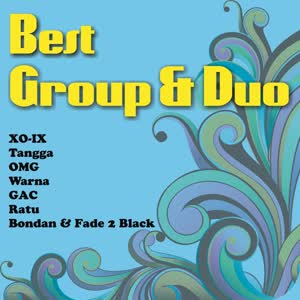 Best
Group & Duo
XO-IX
Tangga
OMG
Warna
GAC
Ratu
Bondan & Fade 2 Black